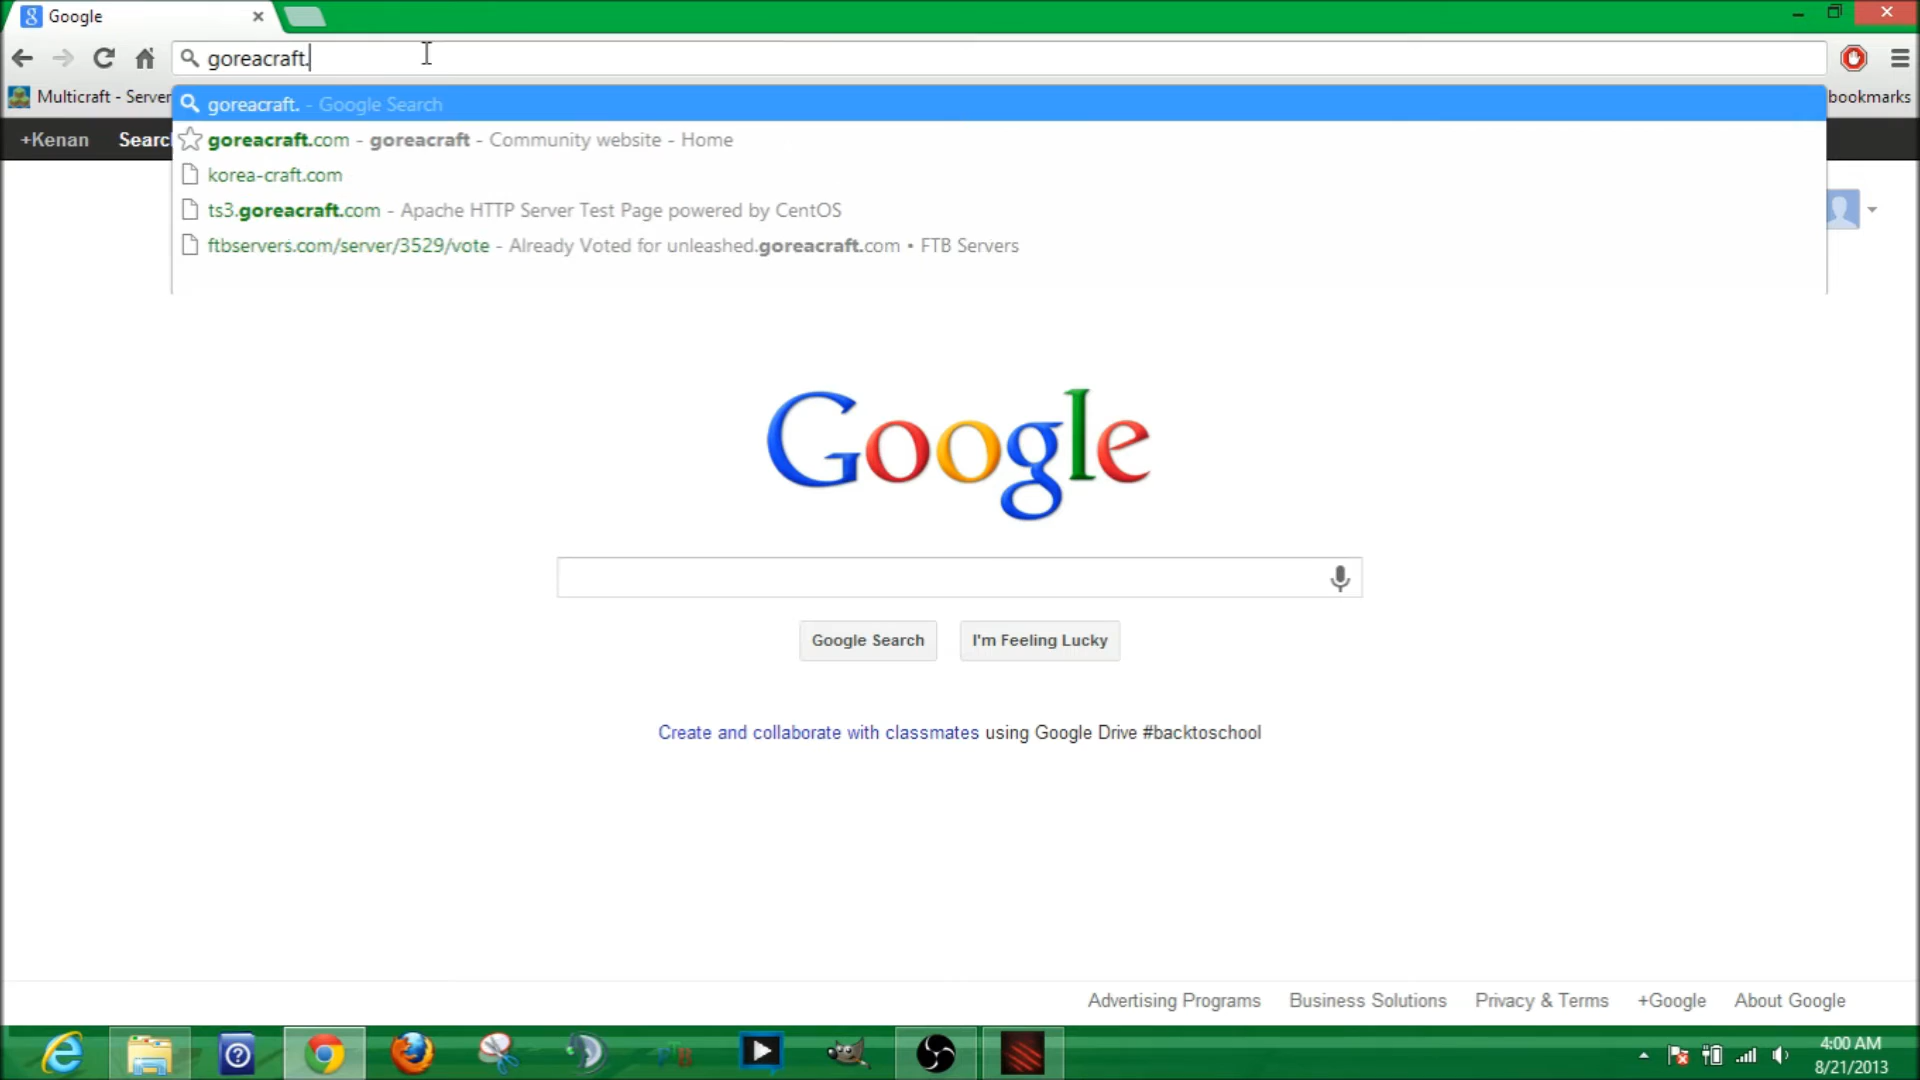 Google
goreacraft.
Multicraft - Server
bookmarks
goreacraft. - Google Search
goreacraft.com - goreacraft - Community website - Home
korea-craft.com
ts3.goreacraft.com - Apache HTTP Server Test Page powered by CentOS
ftbservers.com/server/3529/vote - Already Voted for unleashed.goreacraft.com • FTB Servers
+Kenan Searc
Google
Google Search I'm Feeling Lucky
Create and collaborate with classmates using Google Drive #backtoschool
Advertising Programs Business Solutions Privacy & Terms +Google About Google
4:00 AM
8/21/2013